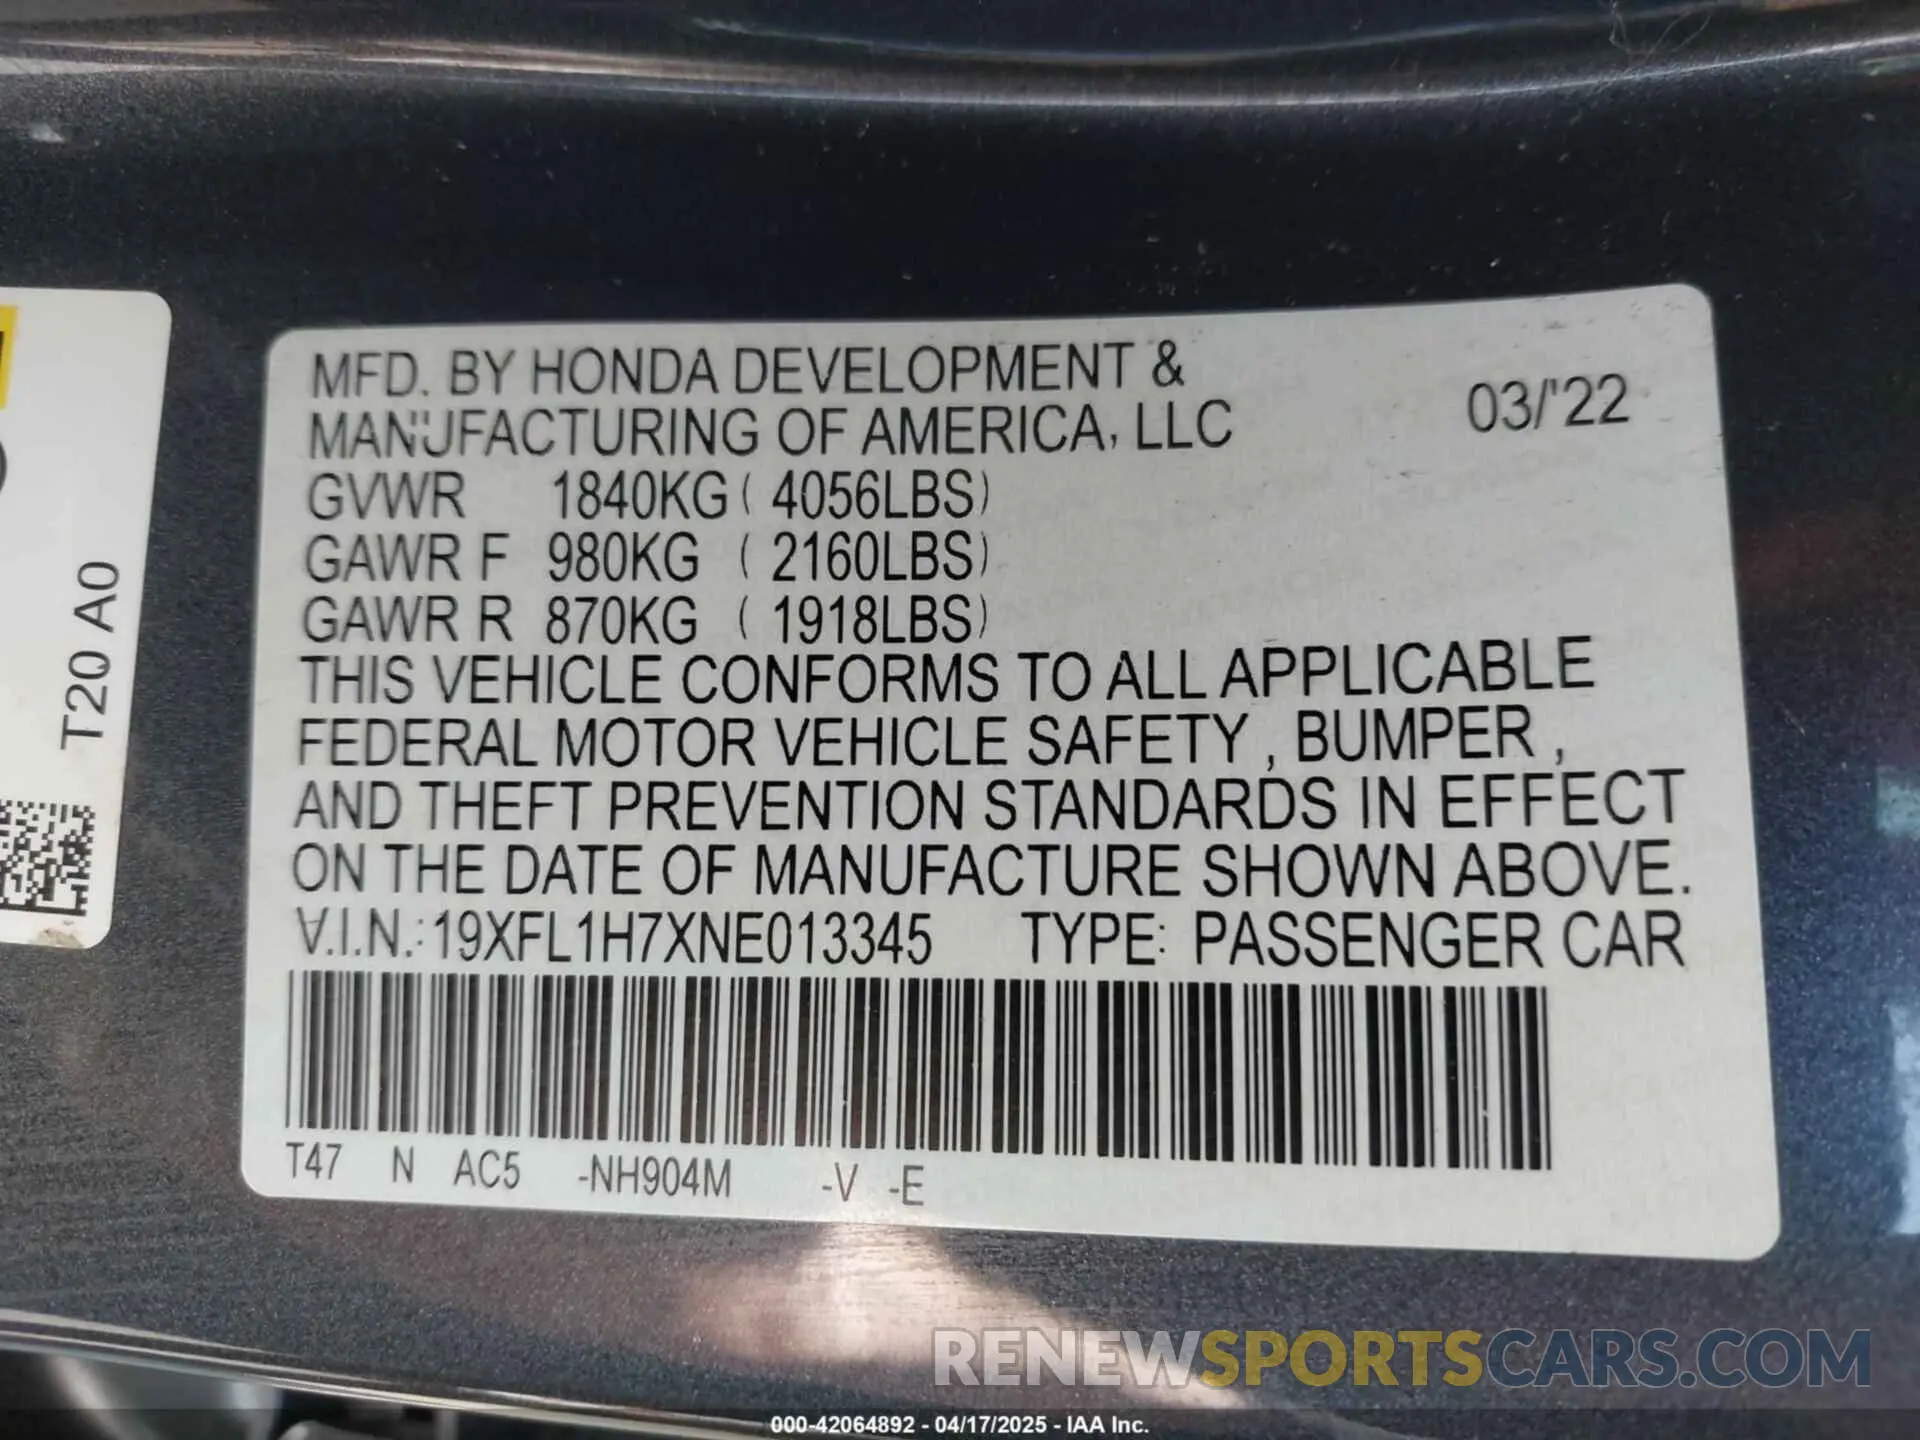 MFD. BY HONDA DEVELOPMENT &
MANUFACTURING OF AMERICA, LLC
03/'22
GVWR 1840KG ( 4056LBS)
GAWR F 980KG ( 2160LBS)
GAWR R 870KG ( 1918LBS)
THIS VEHICLE CONFORMS TO ALL APPLICABLE
FEDERAL MOTOR VEHICLE SAFETY , BUMPER ,
AND THEFT PREVENTION STANDARDS IN EFFECT
ON THE DATE OF MANUFACTURE SHOWN ABOVE.
V.I.N.: 19XFL1H7XNE013345 TYPE: PASSENGER CAR
T47 N AC5 -NH904M -V -E
T20 A0
RENEWSPORTSCARS.COM
000-42064892 - 04/17/2025 - IAA Inc.